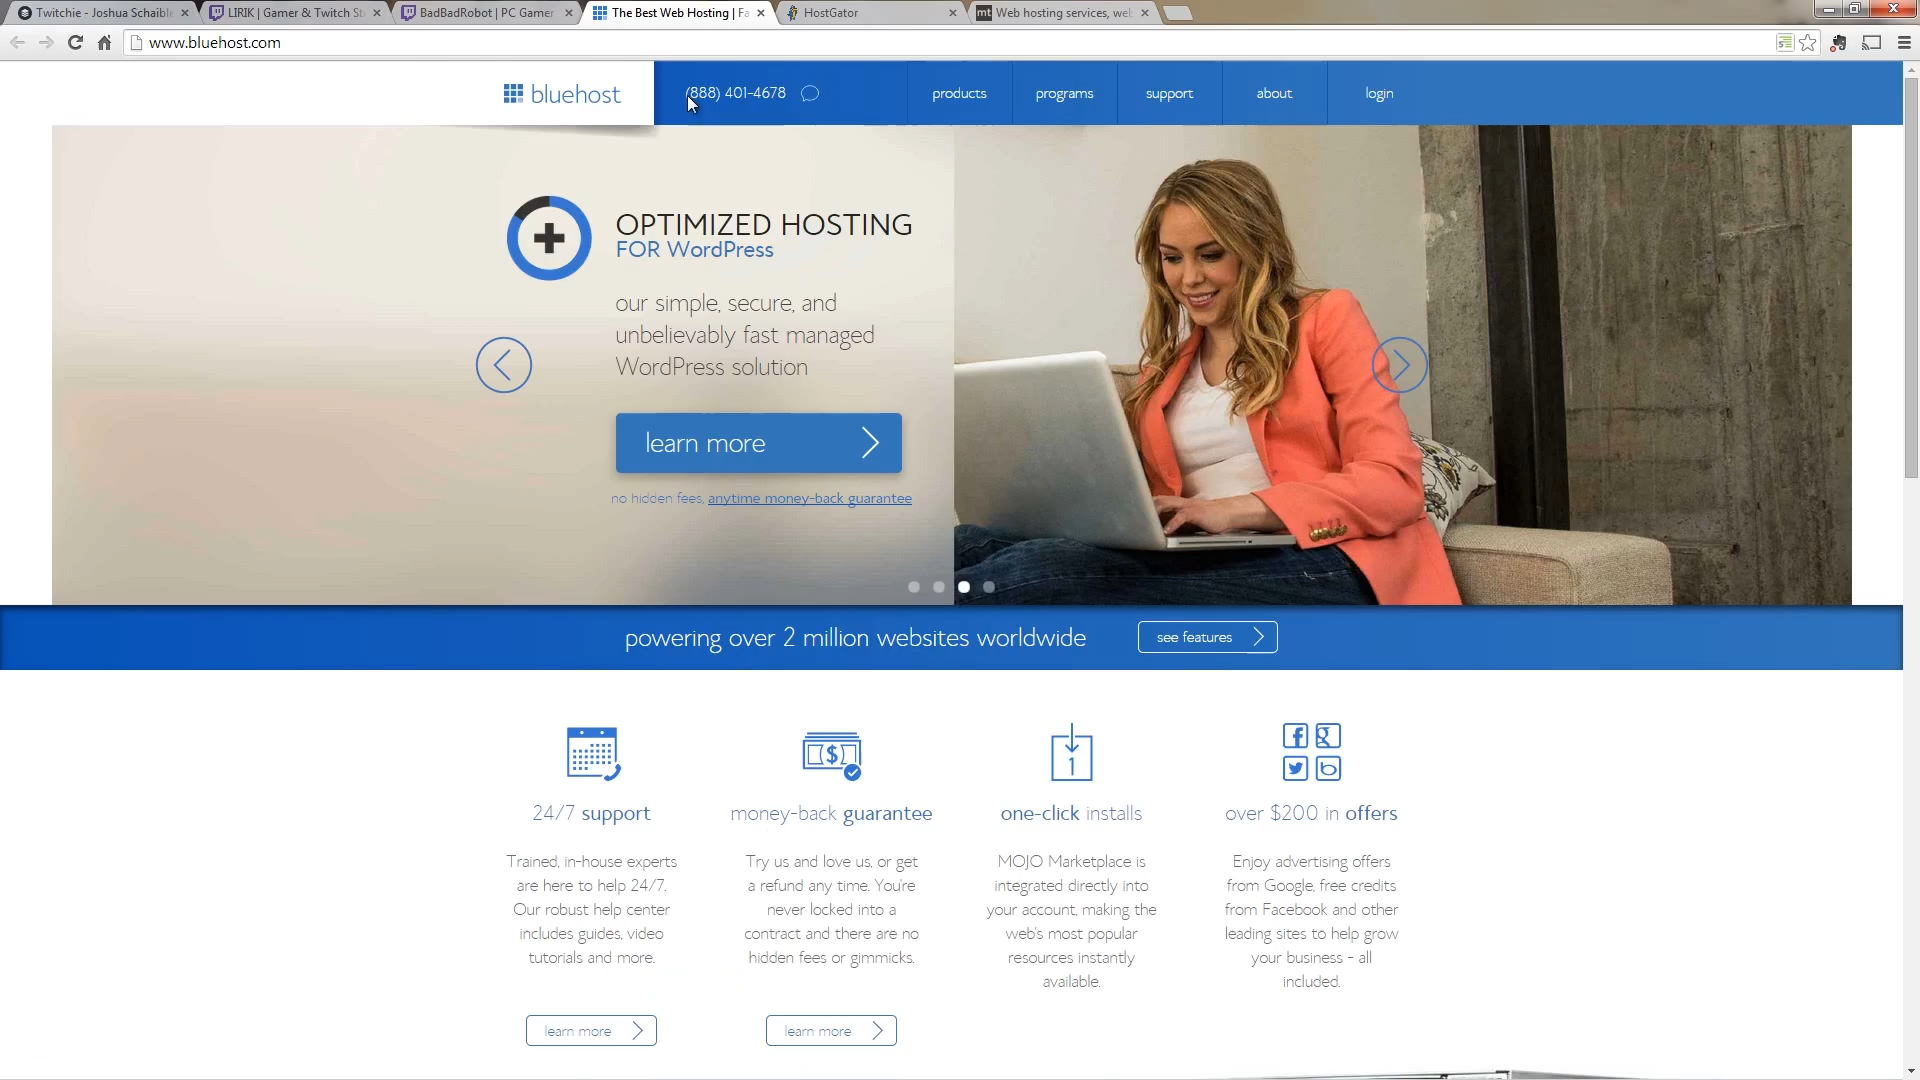 Twitchie - Joshua Schaible
LIRIK | Gamer & Twitch St
BadBadRobot | PC Gamer
The Best Web Hosting | Fa
HostGator
mt Web hosting services, web
www.bluehost.com
bluehost
(888) 401-4678
products
programs
support
about
login
OPTIMIZED HOSTING
FOR WordPress
our simple, secure, and
unbelievably fast managed
WordPress solution
learn more
no hidden fees, anytime money-back guarantee
powering over 2 million websites worldwide
see features
24/7 support
Trained, in-house experts
are here to help 24/7.
Our robust help center
includes guides, video
tutorials and more.
learn more
money-back guarantee
Try us and love us, or get
a refund any time. You're
never locked into a
contract and there are no
hidden fees or gimmicks.
learn more
1
one-click installs
MOJO Marketplace is
integrated directly into
your account, making the
web's most popular
resources instantly
available.
over $200 in offers
Enjoy advertising offers
from Google, free credits
from Facebook and other
leading sites to help grow
your business - all
included.